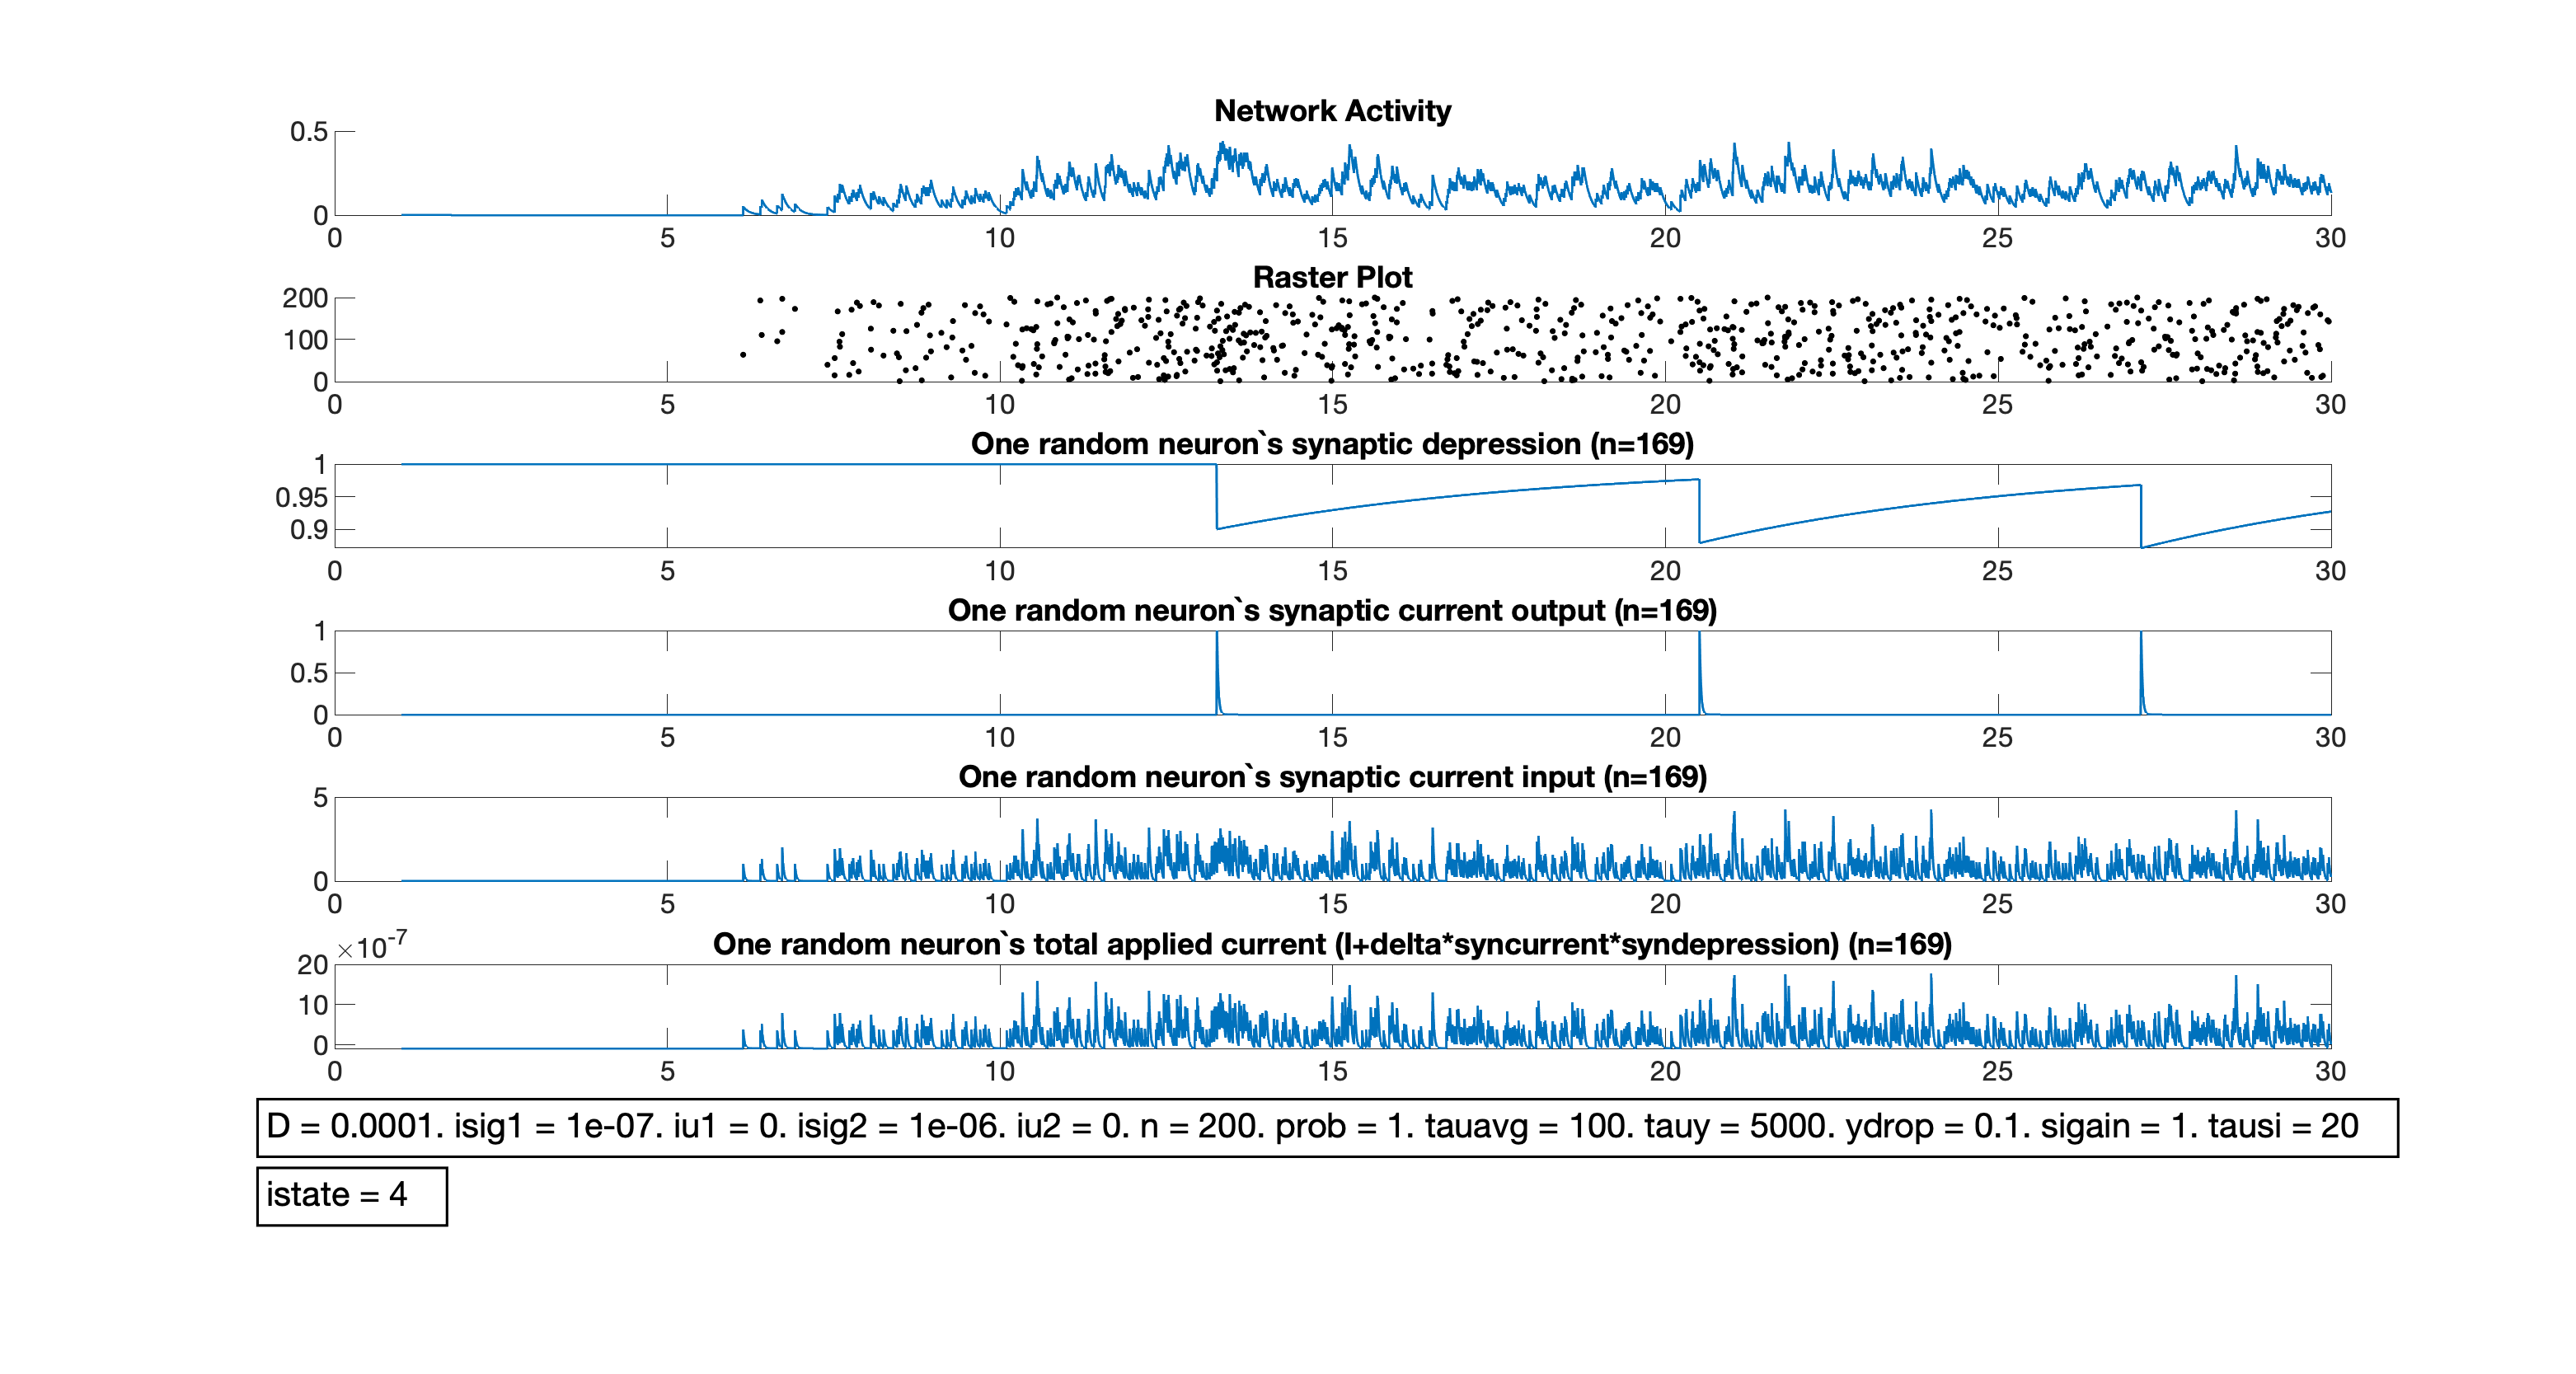 Network Activity
0.5
0
0 5 10 15 20 25 30
Raster Plot
200
100
0
0 5 10 15 20 25 30
One random neuron`s synaptic depression (n=169)
1
0.95
0.9
0 5 10 15 20 25 30
One random neuron`s synaptic current output (n=169)
1
0.5
0
0 5 10 15 20 25 30
One random neuron`s synaptic current input (n=169)
5
0
0 5 10 15 20 25 30
×10-7
One random neuron`s total applied current (I+delta*syncurrent*syndepression) (n=169)
20
10
0
0 5 10 15 20 25 30
D = 0.0001. isig1 = 1e-07. iu1 = 0. isig2 = 1e-06. iu2 = 0. n = 200. prob = 1. tauavg = 100. tauy = 5000. ydrop = 0.1. sigain = 1. tausi = 20
istate = 4